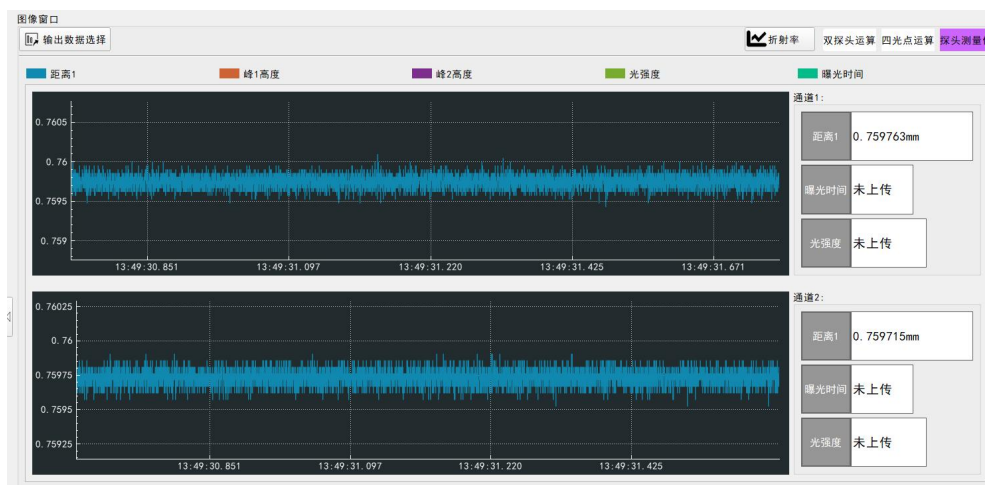 图像窗口
输出数据选择 折射率 双探头运算 四光点运算 探头测量
距离1 峰1高度 峰2高度 光强度 曝光时间
通道1:
0.7605
0.76
0.7595
0.759
13:49:30.851 13:49:31.097 13:49:31.220 13:49:31.425 13:49:31.671
距离1 0.759763mm
曝光时间 未上传
光强度 未上传
通道2:
0.76025
0.76
0.75975
0.7595
0.75925
13:49:30.851 13:49:31.097 13:49:31.220 13:49:31.425
距离1 0.759715mm
曝光时间 未上传
光强度 未上传